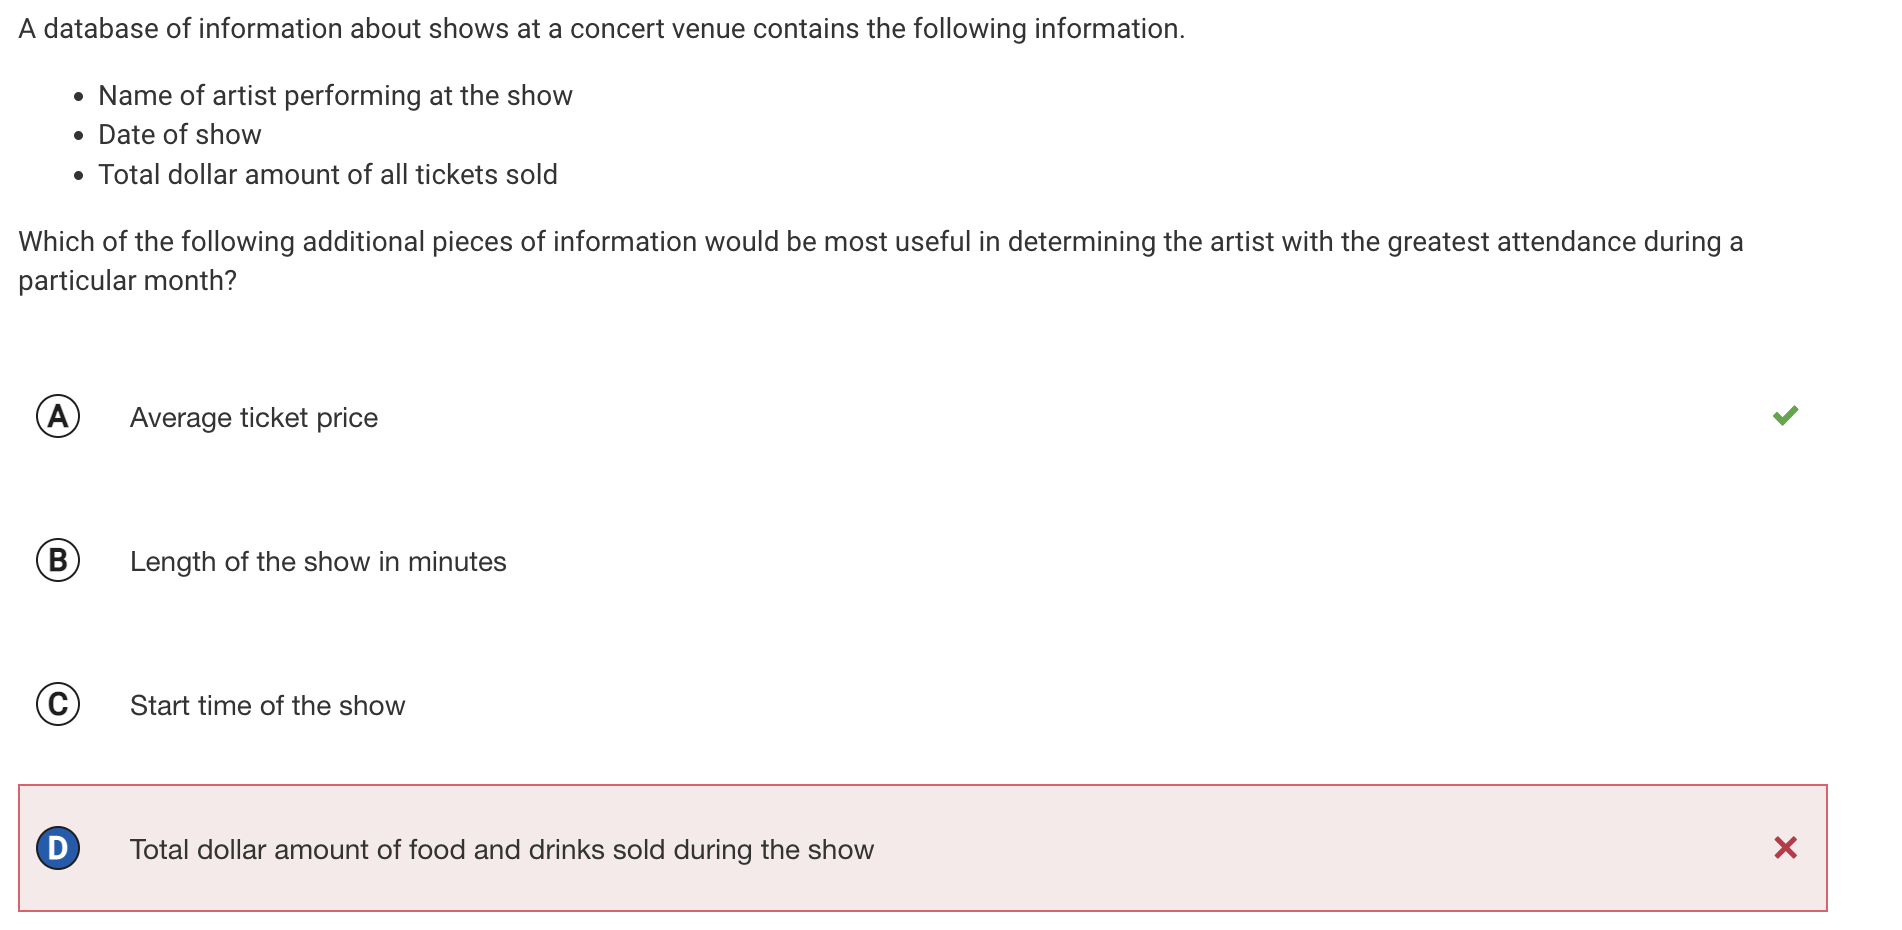 A database of information about shows at a concert venue contains the following information.
• Name of artist performing at the show
• Date of show
• Total dollar amount of all tickets sold
Which of the following additional pieces of information would be most useful in determining the artist with the greatest attendance during a
particular month?
A Average ticket price
B Length of the show in minutes
C Start time of the show
D Total dollar amount of food and drinks sold during the show